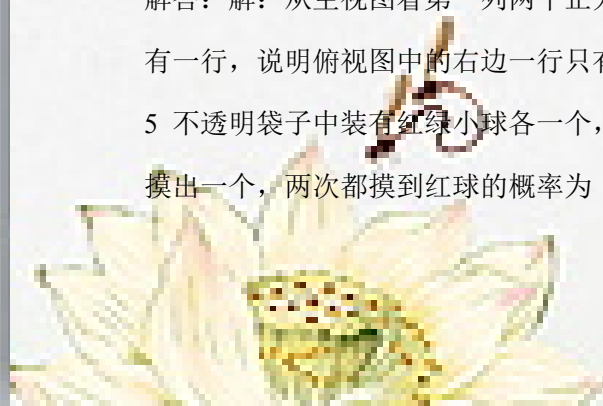 解答：解：从主视图看第一列两个正
有一行，说明俯视图中的右边一行只有
5 不透明袋子中装有红绿小球各一个，
摸出一个，两次都摸到红球的概率为